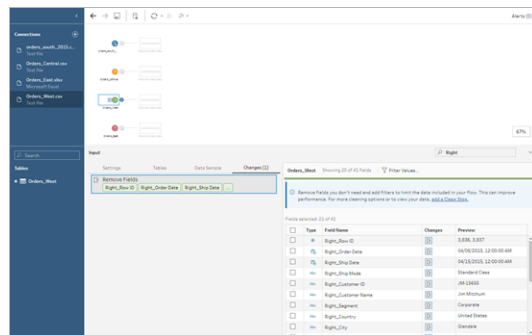 Alerts (0)
Connections
orders_south_2015.c...
Text file
Orders_Central.csv
Text file
Orders_East.xlsx
Microsoft Excel
Orders_West.csv
Text file
67%
Search
Tables
Orders_West
Input
Right
Settings
Tables
Data Sample
Changes (1)
Remove Fields
Right_Row ID
Right_Order Date
Right_Ship Date
...
Orders_West
Showing 20 of 41 Fields
Filter Values...
Remove fields you don't need and add filters to limit the data included in your flow. This can improve
performance. For more cleaning options or to view your data, add a Clean Step.
Fields selected: 21 of 41
Type Field Name Changes Preview
Right_Row ID 3,836, 3,837
Right_Order Date 04/09/2015, 12:00:00 AM
Right_Ship Date 04/13/2015, 12:00:00 AM
Right_Ship Mode Standard Class
Right_Customer ID JM-15655
Right_Customer Name Jim Mitchum
Right_Segment Corporate
Right_Country United States
Right_City Glendale